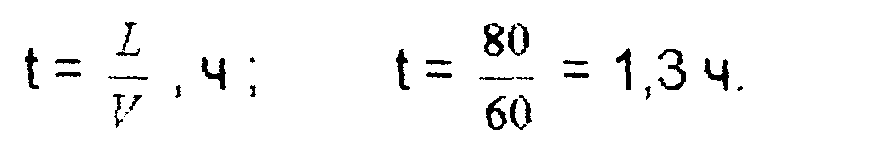 t = L/V , ч ; t = 80/60 = 1,3 ч.